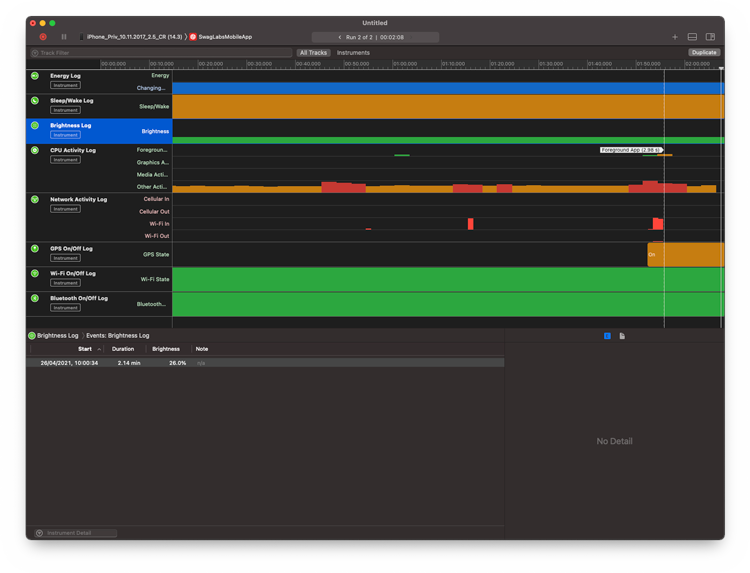 Untitled
iPhone_Priv_10.11.2017_2.5_CR (14.3) SwagLabsMobileApp
Run 2 of 2 | 00:02:08
Track Filter
All Tracks Instruments
Duplicate
00:00.000 00:10.000 00:20.000 00:30.000 00:40.000 00:50.000 01:00.000 01:10.000 01:20.000 01:30.000 01:40.000 01:50.000 02:00.000
Energy Log Energy
Instrument Changing...
Sleep/Wake Log Sleep/Wake
Instrument
Brightness Log Brightness
Instrument
CPU Activity Log Foregroun...
Foreground App (2.98 s)
Instrument Graphics A...
Media Acti...
Other Acti...
Network Activity Log Cellular In
Instrument Cellular Out
Wi-Fi In
Wi-Fi Out
GPS On/Off Log GPS State On
Instrument
Wi-Fi On/Off Log Wi-Fi State
Instrument
Bluetooth On/Off Log Bluetooth...
Instrument
Brightness Log Events: Brightness Log
Start Duration Brightness Note
26/04/2021, 10:00:34 2.14 min 26.0% n/a
No Detail
Instrument Detail